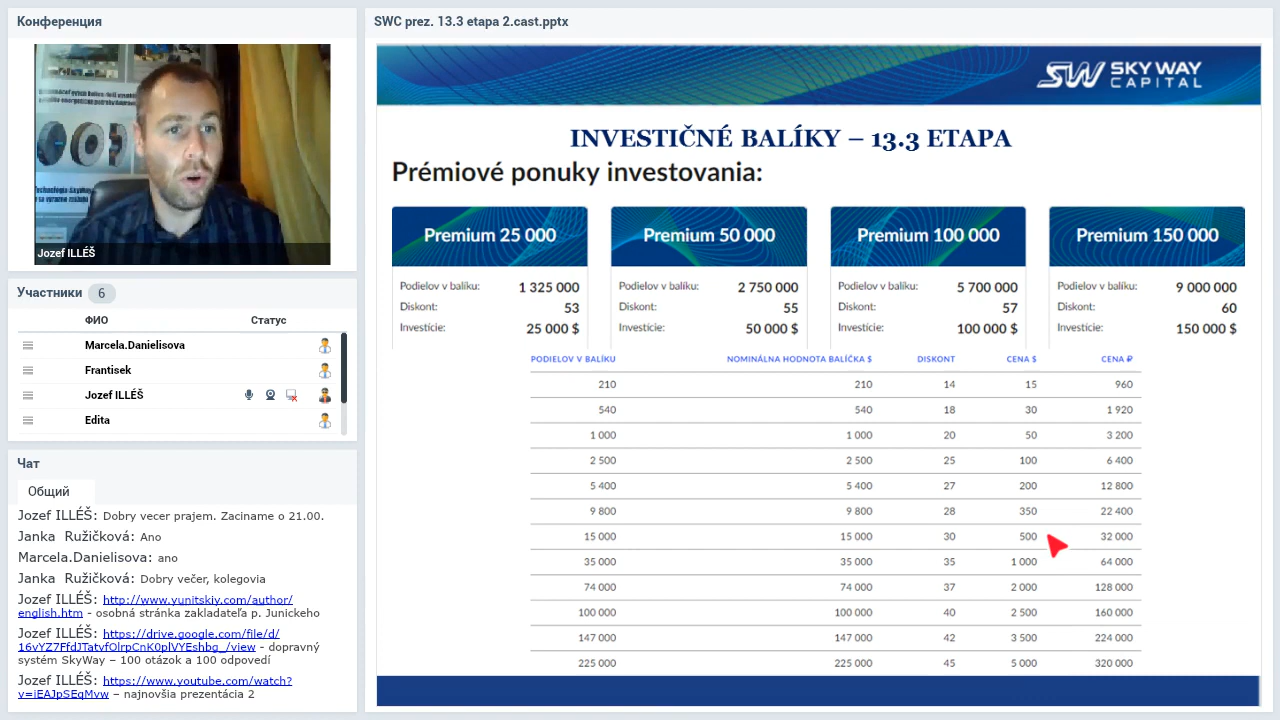 Конференция
Jozef ILLÉŠ
Участники 6
ФИО Статус
Marcela.Danielisova
Frantisek
Jozef ILLÉŠ
Edita
Чат
Общий
Jozef ILLÉŠ: Dobry vecer prajem. Zaciname o 21.00.
Janka Ružičková: Ano
Marcela.Danielisova: ano
Janka Ružičková: Dobry večer, kolegovia
Jozef ILLÉŠ: http://www.yunitskiy.com/author/
english.htm - osobná stránka zakladateľa p. Junickeho
Jozef ILLÉŠ: https://drive.google.com/file/d/
16vYZ7FfdJTatvfOlrpCnK0plVYEshbg_/view - dopravný
systém SkyWay – 100 otázok a 100 odpovedí
Jozef ILLÉŠ: https://www.youtube.com/watch?
v=iEAJpSEqMvw – najnovšia prezentácia 2
SWC prez. 13.3 etapa 2.cast.pptx
SW SKY WAY
CAPITAL
INVESTIČNÉ BALÍKY – 13.3 ETAPA
Prémiové ponuky investovania:
Premium 25 000 Premium 50 000 Premium 100 000 Premium 150 000
Podielov v balíku: 1 325 000 Podielov v balíku: 2 750 000 Podielov v balíku: 5 700 000 Podielov v balíku: 9 000 000
Diskont: 53 Diskont: 55 Diskont: 57 Diskont: 60
Investície: 25 000 $ Investície: 50 000 $ Investície: 100 000 $ Investície: 150 000 $
PODIELOV V BALÍKU NOMINÁLNA HODNOTA BALÍČKA $ DISKONT CENA $ CENA ₽
210 210 14 15 960
540 540 18 30 1 920
1 000 1 000 20 50 3 200
2 500 2 500 25 100 6 400
5 400 5 400 27 200 12 800
9 800 9 800 28 350 22 400
15 000 15 000 30 500 32 000
35 000 35 000 35 1 000 64 000
74 000 74 000 37 2 000 128 000
100 000 100 000 40 2 500 160 000
147 000 147 000 42 3 500 224 000
225 000 225 000 45 5 000 320 000